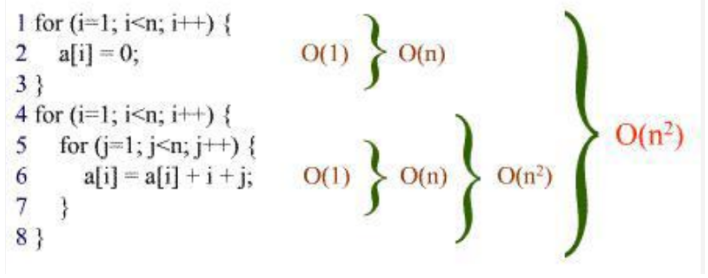 1 for (i=1; i<n; i++) {
2 a[i] = 0; O(1) O(n)
3 }
4 for (i=1; i<n; i++) {
5 for (j=1; j<n; j++) {
6 a[i] = a[i] + i + j; O(1) O(n) O(n²)
7 }
8 }
O(n²)